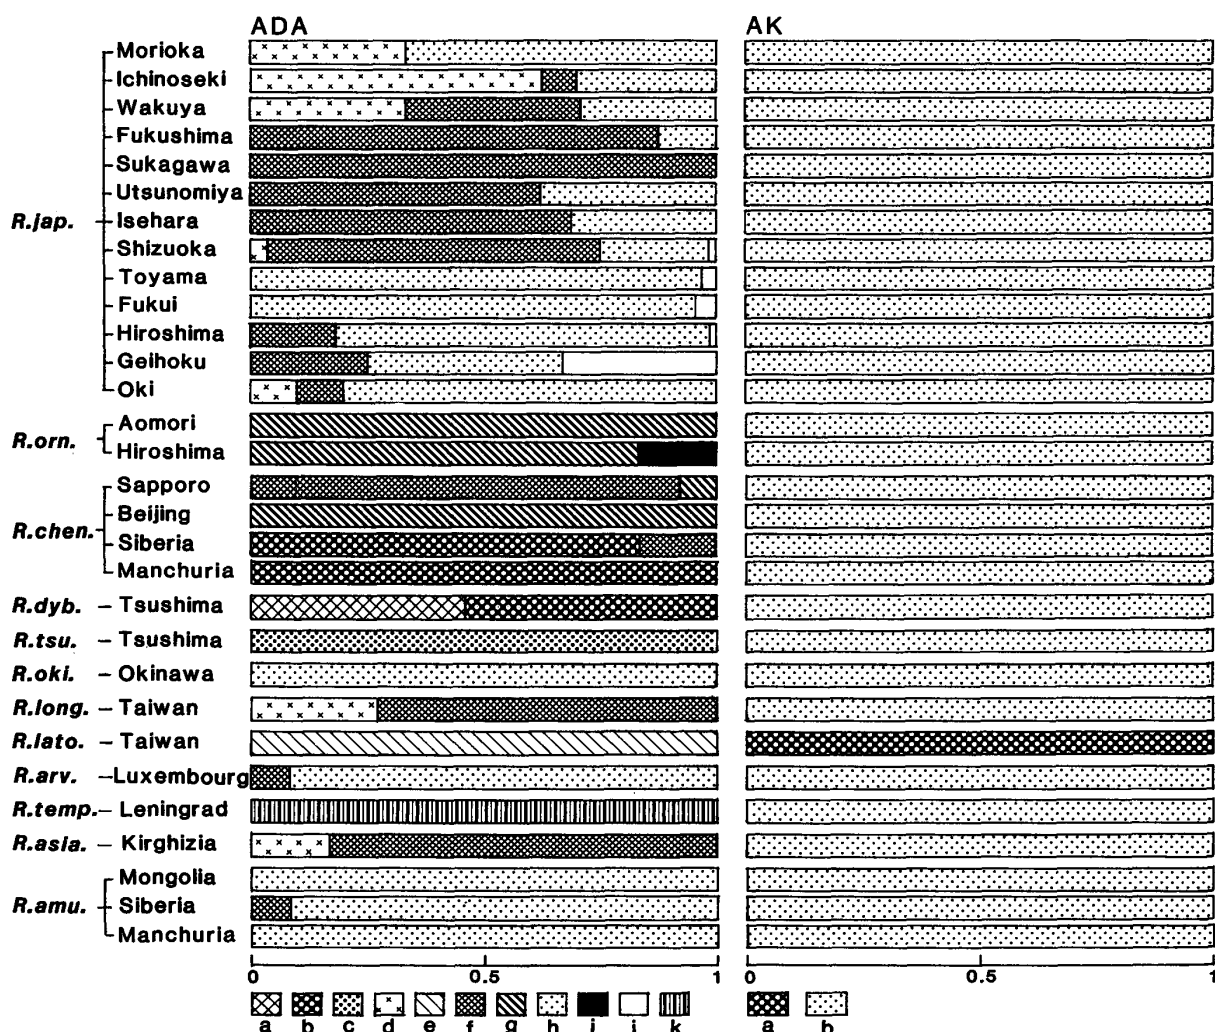 ADA AK
Morioka
Ichinoseki
Wakuya
Fukushima
Sukagawa
Utsunomiya
R.jap. Isehara
Shizuoka
Toyama
Fukui
Hiroshima
Geihoku
Oki
Aomori
R.orn.
Hiroshima
Sapporo
Beijing
R.chen.
Siberia
Manchuria
R.dyb. – Tsushima
R.tsu. – Tsushima
R.oki. – Okinawa
R.long. – Taiwan
R.lato. – Taiwan
R.arv. – Luxembourg
R.temp. – Leningrad
R.asia. – Kirghizia
Mongolia
R.amu. Siberia
Manchuria
0 0.5 1 0 0.5 1
a b c d e f g h j i k a b